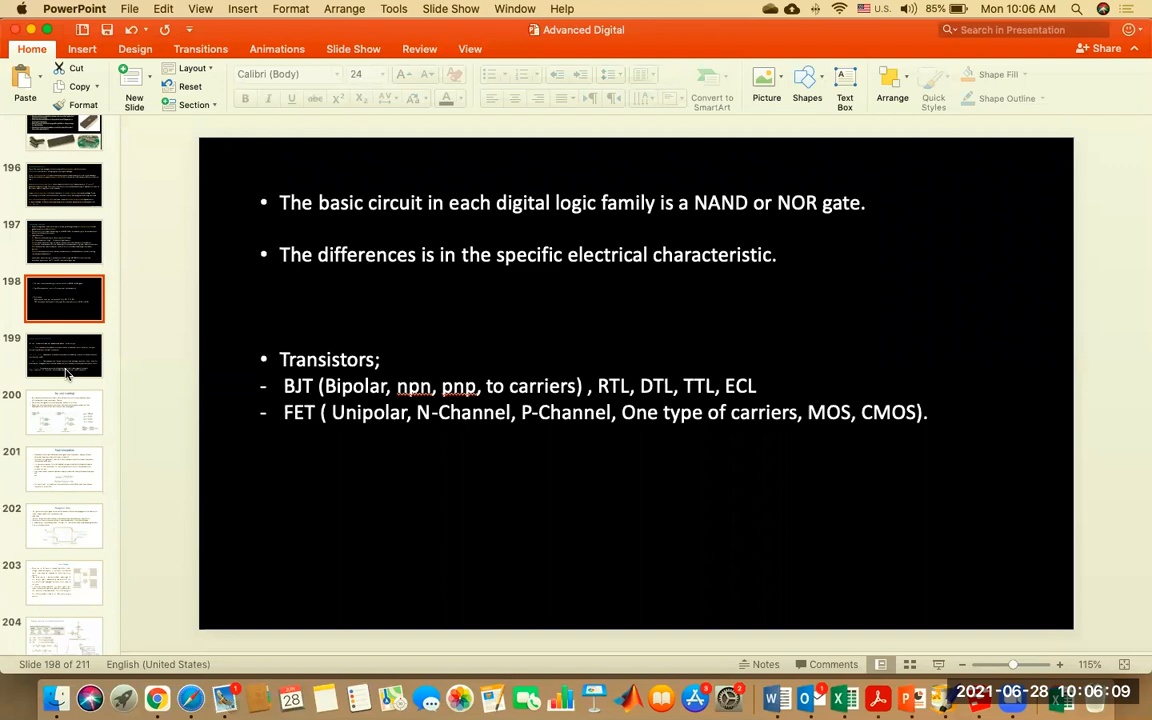 PowerPoint File Edit View Insert Format Arrange Tools Slide Show Window Help 85% U.S. Mon 10:06 AM
Advanced Digital
Search in Presentation
Home Insert Design Transitions Animations Slide Show Review View
Share
Paste
Cut
Copy
Format
New
Slide
Layout
Reset
Section
Calibri (Body) 24
Convert to
SmartArt
Picture
Shapes
Text
Box
Arrange
Quick
Styles
Shape Fill
Shape Outline
196
197
198
199
200
201
202
203
204
• The basic circuit in each digital logic family is a NAND or NOR gate.
• The differences is in the specific electrical characteristic.
• Transistors;
- BJT (Bipolar, npn, pnp, to carriers) , RTL, DTL, TTL, ECL
- FET ( Unipolar, N-Channel, P-Channel, One type of carriers, MOS, CMOS).
Slide 198 of 211 English (United States)
Notes Comments 115%
2021-06-28 10:06:09